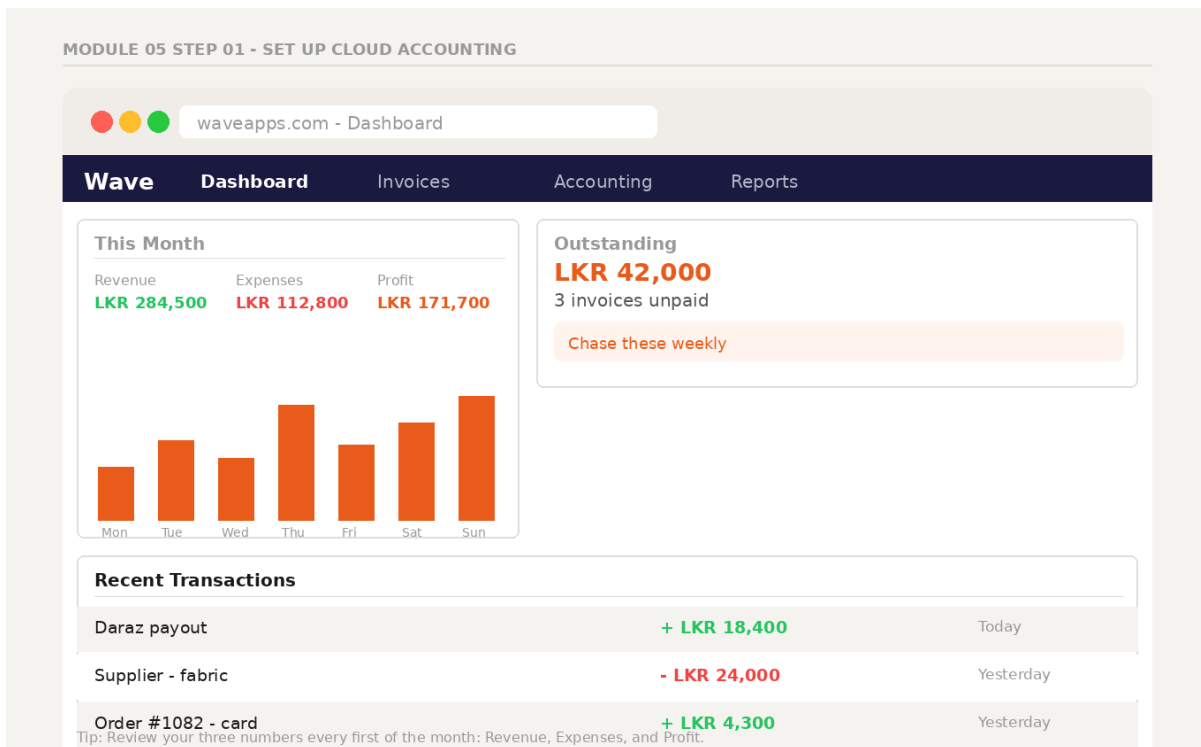 MODULE 05 STEP 01 - SET UP CLOUD ACCOUNTING
waveapps.com - Dashboard
Wave Dashboard Invoices Accounting Reports
This Month
Revenue Expenses Profit
LKR 284,500 LKR 112,800 LKR 171,700
Mon Tue Wed Thu Fri Sat Sun
Outstanding
LKR 42,000
3 invoices unpaid
Chase these weekly
Recent Transactions
Daraz payout + LKR 18,400 Today
Supplier - fabric - LKR 24,000 Yesterday
Order #1082 - card + LKR 4,300 Yesterday
Tip: Review your three numbers every first of the month: Revenue, Expenses, and Profit.